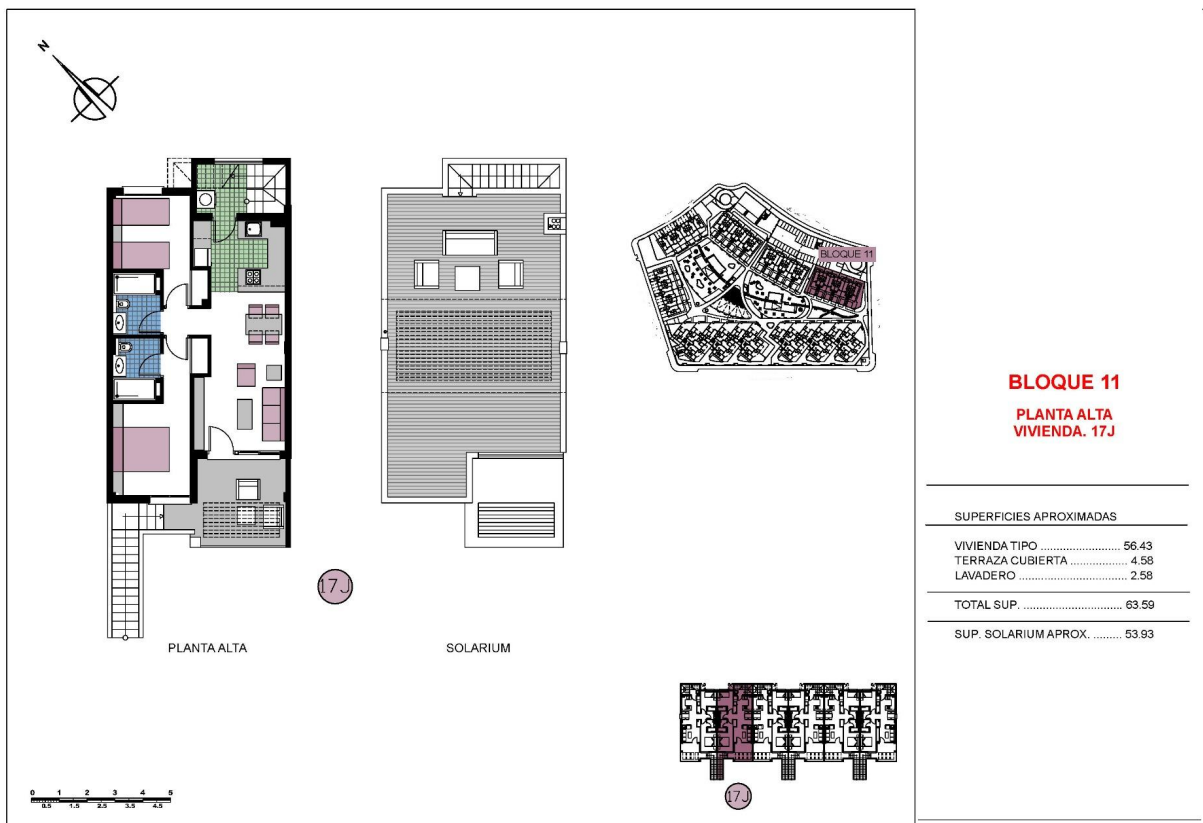 N
BLOQUE 11
17J
PLANTA ALTA
SOLARIUM
17J
0 1 2 3 4 5
0.5 1.5 2.5 3.5 4.5
BLOQUE 11
PLANTA ALTA
VIVIENDA. 17J
SUPERFICIES APROXIMADAS
VIVIENDA TIPO ........................ 56.43
TERRAZA CUBIERTA ................. 4.58
LAVADERO ................................ 2.58
TOTAL SUP. .............................. 63.59
SUP. SOLARIUM APROX. ......... 53.93